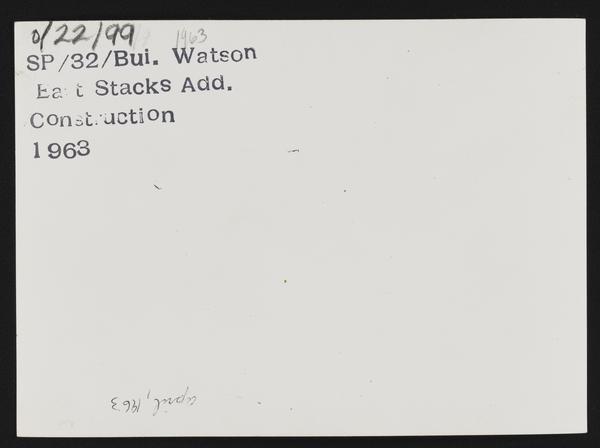 0/22/99 1963
SP/32/Bui. Watson
East Stacks Add.
Construction
1963
april, 1963